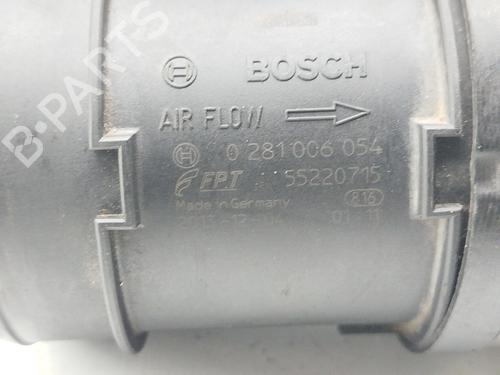 BOSCH
AIR FLOW
0 281 006 054
FPT 55220715
Made in Germany 816
01 11
B-PARTS